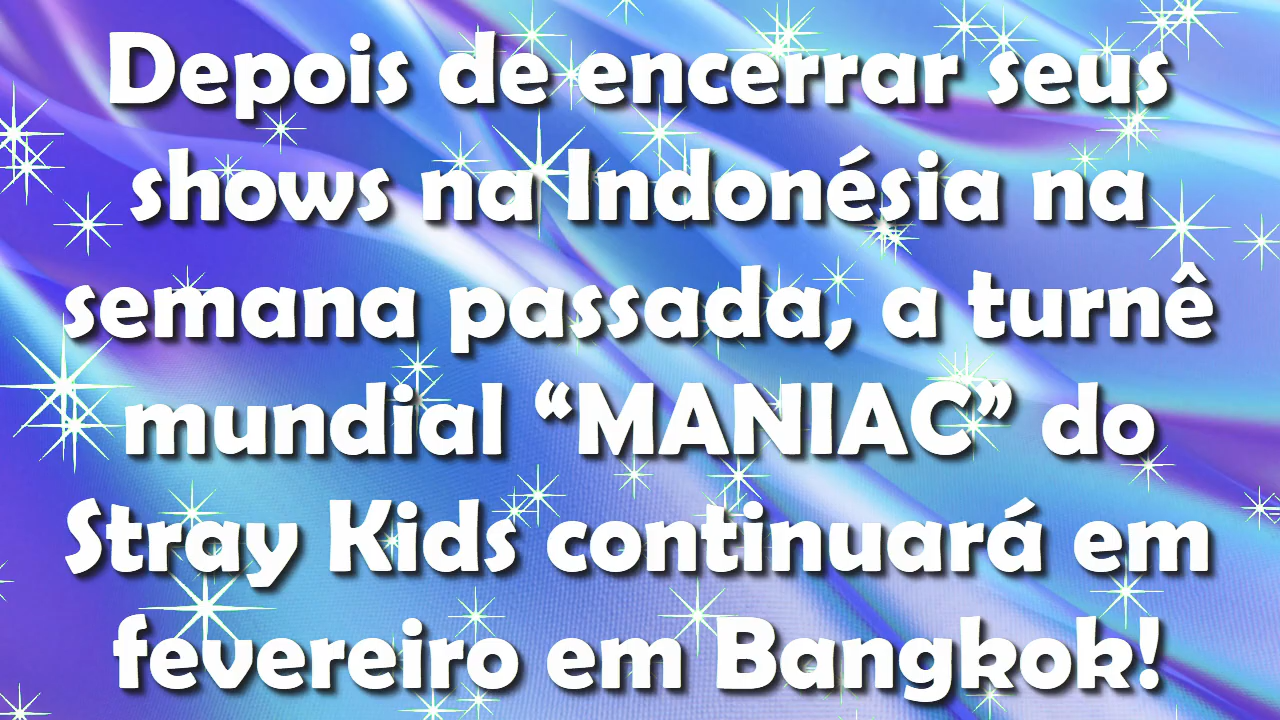 Depois de encerrar seus
shows na Indonésia na
semana passada, a turnê
mundial “MANIAC” do
Stray Kids continuará em
fevereiro em Bangkok!